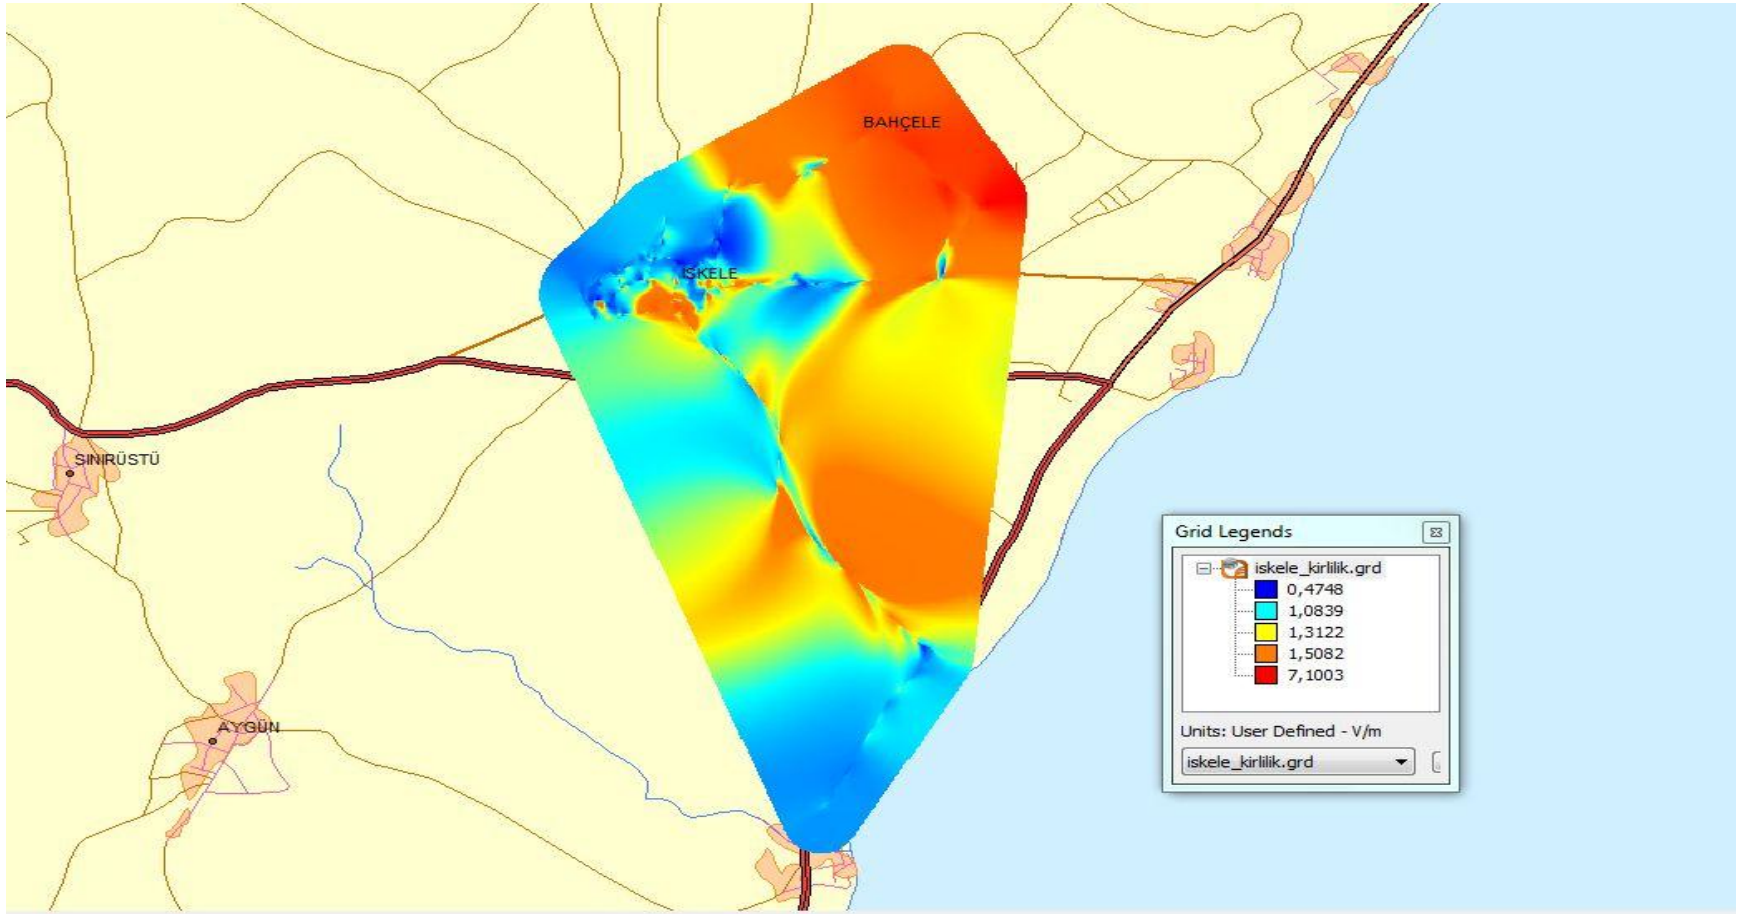 BAHÇELE
ISKELE
SINIRÜSTÜ
AYGÜN
Grid Legends
iskele_kirlilik.grd
0,4748
1,0839
1,3122
1,5082
7,1003
Units: User Defined - V/m
iskele_kirlilik.grd